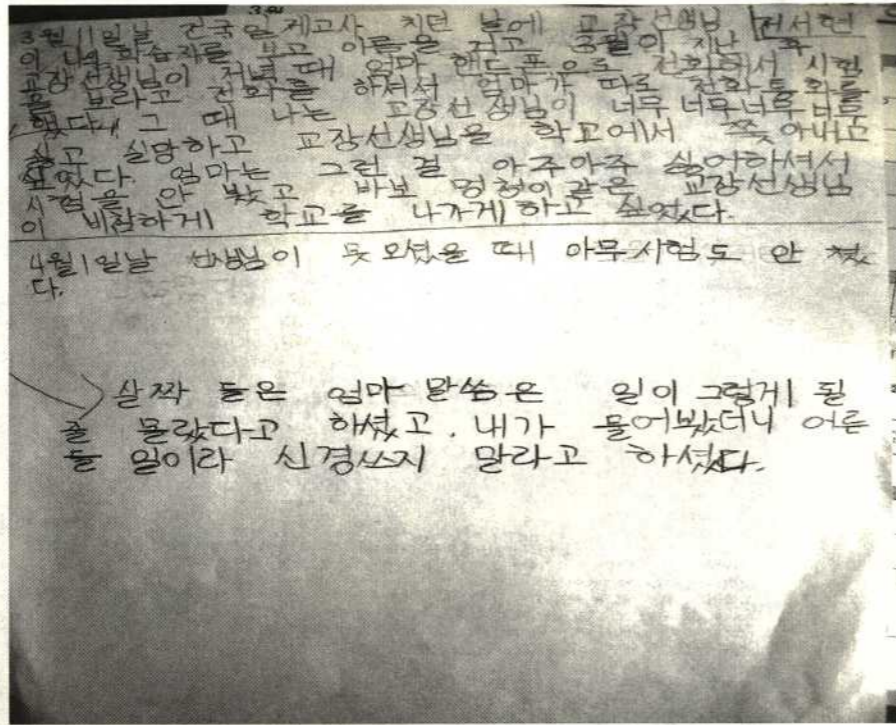 3월
3월 11일날 전국일제고사 치던 날에 교장선생님 전서현
이 나의 학습지를 보고 이름을 적고 3월이 지난 후
교장선생님이 저녁 때 엄마 핸드폰으로 전화해서 시험
을 보라고 전화를 하셔서 엄마가 따로 전화통화를
했다. 그 때 나는 교장선생님이 너무너무너무
싫고 실망하고 교장선생님을 학교에서 쫓아내고
싶었다. 엄마는 그런 걸 아주아주 싫어하셔서
시험을 안 봤고 바보 멍청이 같은 교장선생님
이 비참하게 학교를 나가게 하고 싶었다.
4월 1일날 선생님이 못 오셨을 때 아무시험도 안 쳤
다.
살짝 들은 엄마 말씀은 일이 그렇게 될
줄 몰랐다고 하셨고, 내가 물어봤더니 어른
들 일이라 신경쓰지 말라고 하셨다.